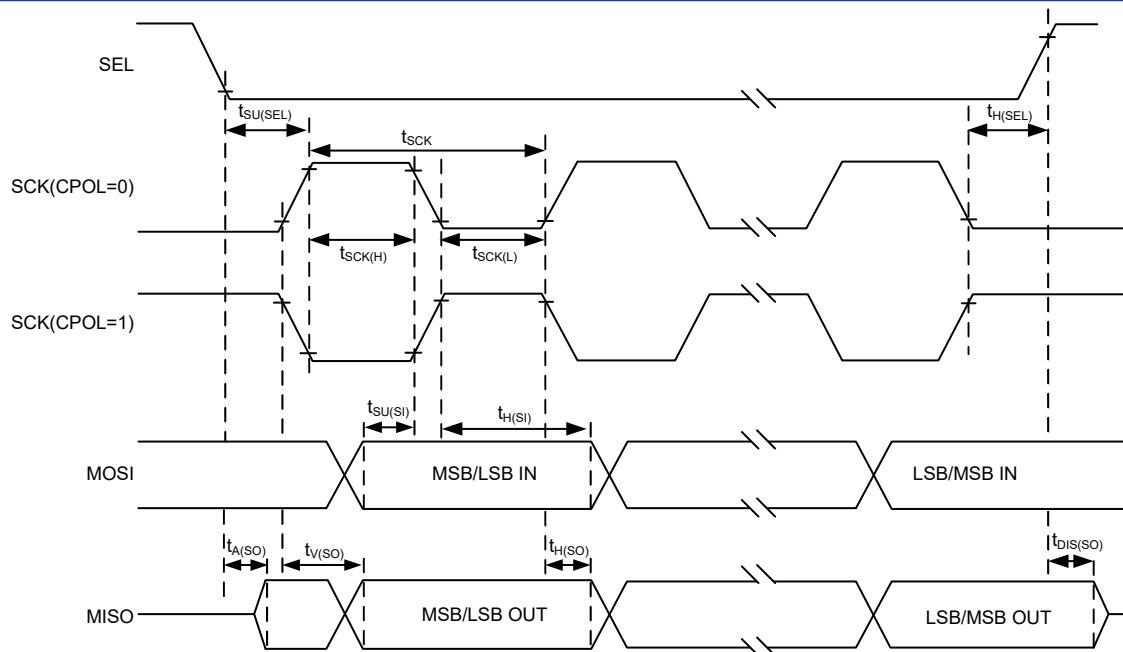 SEL
tSU(SEL)
tH(SEL)
tSCK
SCK(CPOL=0)
tSCK(H)
tSCK(L)
SCK(CPOL=1)
tSU(SI)
tH(SI)
MOSI
MSB/LSB IN
LSB/MSB IN
tA(SO)
tV(SO)
tH(SO)
tDIS(SO)
MISO
MSB/LSB OUT
LSB/MSB OUT